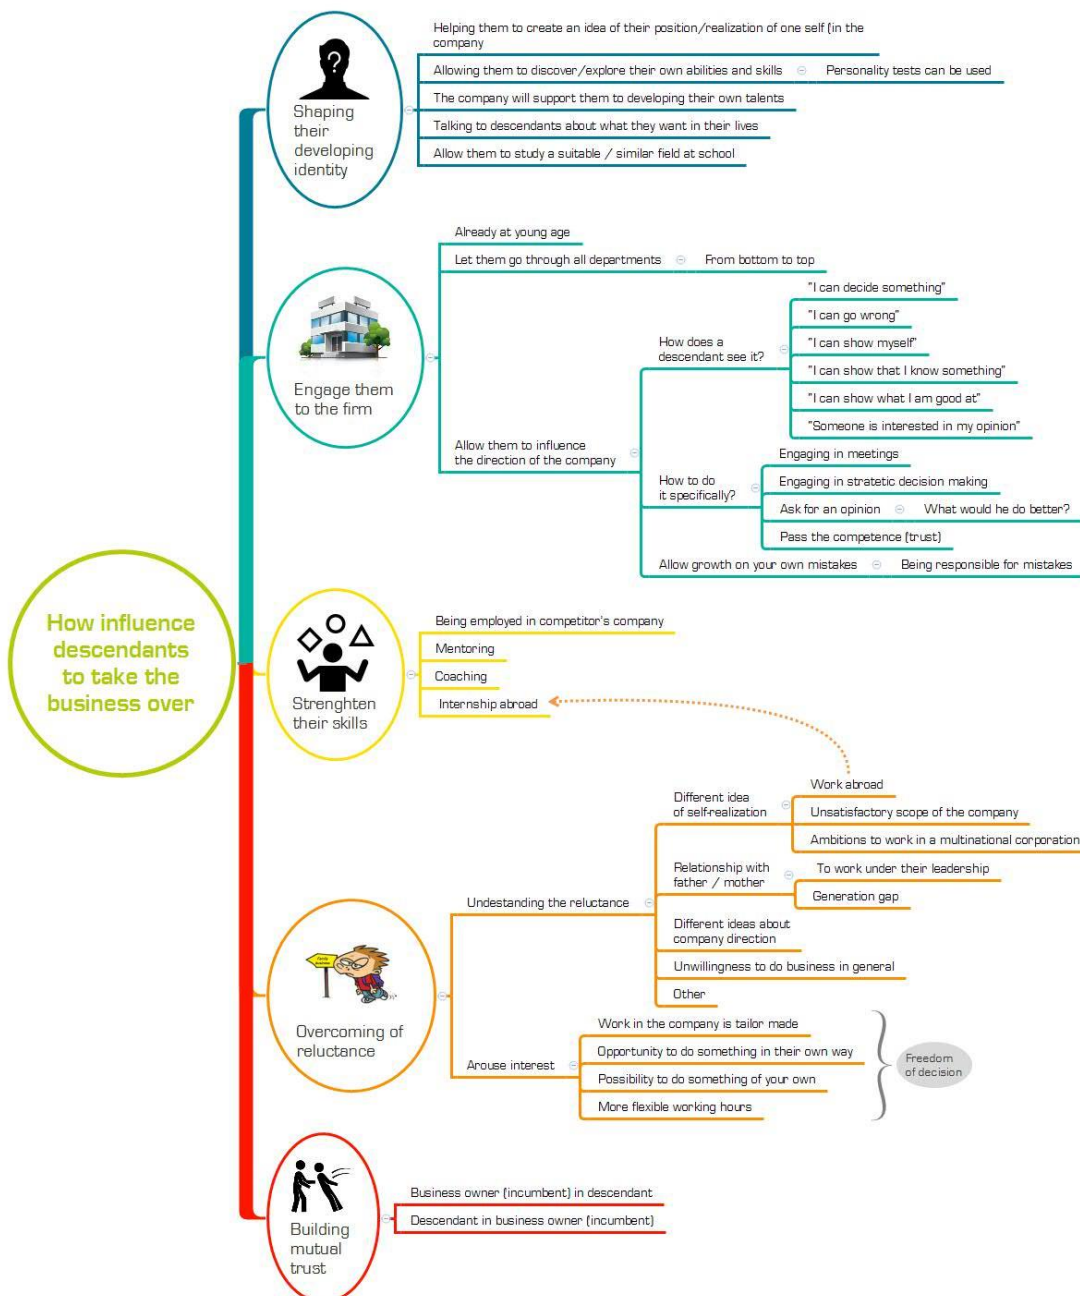 ?
Shaping
their
developing
identity
Helping them to create an idea of their position/realization of one self (in the
company
Allowing them to discover/explore their own abilities and skills
Personality tests can be used
The company will support them to developing their own talents
Talking to descendants about what they want in their lives
Allow them to study a suitable / similar field at school
Engage them
to the firm
Already at young age
Let them go through all departments
From bottom to top
Allow them to influence
the direction of the company
How does a
descendant see it?
"I can decide something"
"I can go wrong"
"I can show myself"
"I can show that I know something"
"I can show what I am good at"
"Someone is interested in my opinion"
How to do
it specifically?
Engaging in meetings
Engaging in stratetic decision making
Ask for an opinion
What would he do better?
Pass the competence (trust)
Allow growth on your own mistakes
Being responsible for mistakes
How influence
descendants
to take the
business over
Strenghten
their skills
Being employed in competitor's company
Mentoring
Coaching
Internship abroad
Family
business
Overcoming of
reluctance
Undestanding the reluctance
Different idea
of self-realization
Work abroad
Unsatisfactory scope of the company
Ambitions to work in a multinational corporation
Relationship with
father / mother
To work under their leadership
Generation gap
Different ideas about
company direction
Unwillingness to do business in general
Other
Arouse interest
Work in the company is tailor made
Opportunity to do something in their own way
Possibility to do something of your own
More flexible working hours
Freedom
of decision
Building
mutual
trust
Business owner (incumbent) in descendant
Descendant in business owner (incumbent)